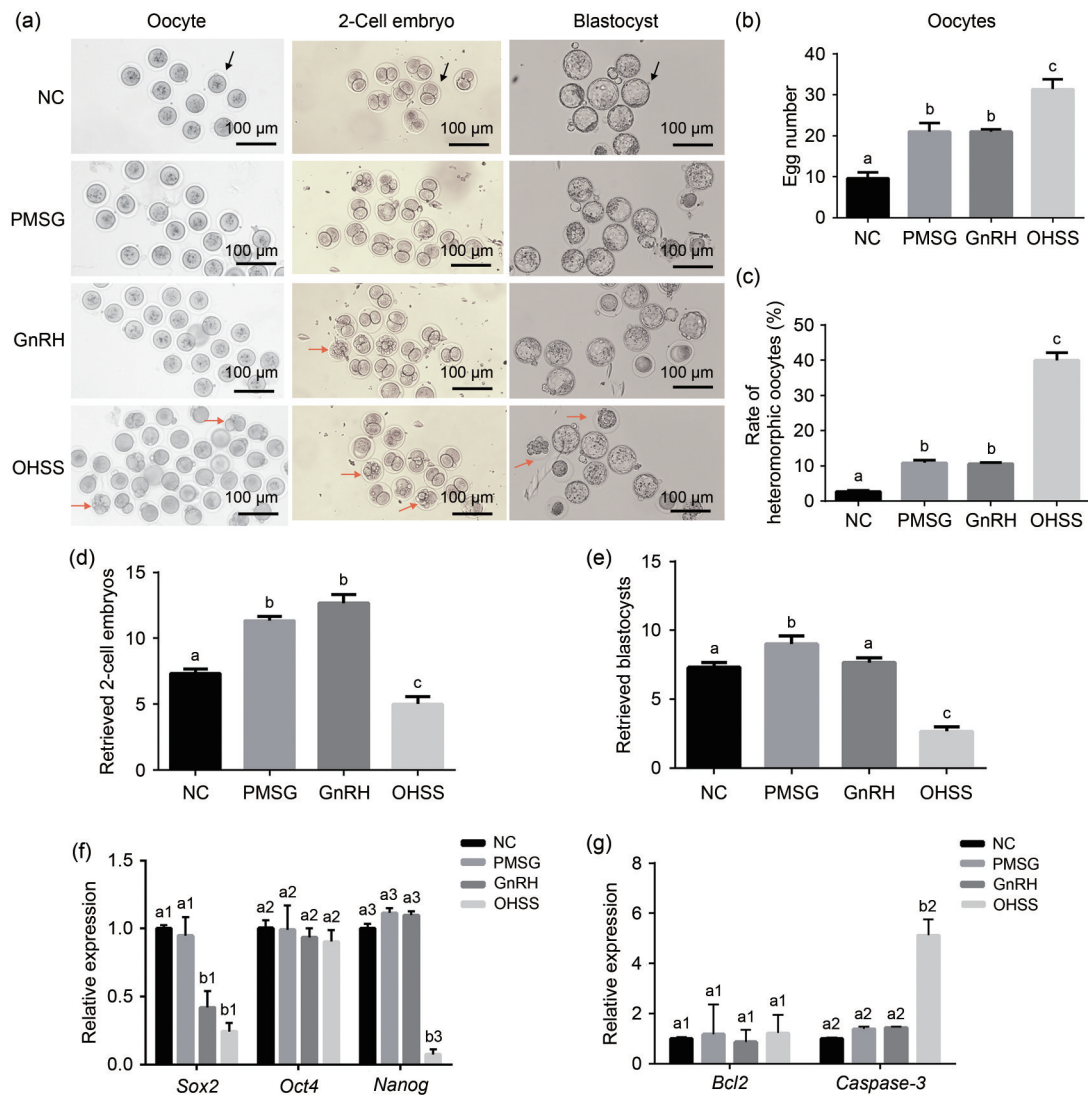 (a)
Oocyte
2-Cell embryo
Blastocyst
NC
100 μm
100 μm
100 μm
PMSG
100 μm
100 μm
100 μm
GnRH
100 μm
100 μm
100 μm
OHSS
100 μm
100 μm
100 μm
(b)
Oocytes
Egg number
40
30
20
10
0
a
b
b
c
NC PMSG GnRH OHSS
(c)
Rate of
heteromorphic oocytes (%)
50
40
30
20
10
0
a
b
b
c
NC PMSG GnRH OHSS
(d)
Retrieved 2-cell embryos
15
10
5
0
a
b
b
c
NC PMSG GnRH OHSS
(e)
Retrieved blastocysts
15
10
5
0
a
b
a
c
NC PMSG GnRH OHSS
(f)
NC
PMSG
GnRH
OHSS
Relative expression
1.5
1.0
0.5
0.0
a1 a1 b1 b1
a2 a2 a2 a2
a3 a3 a3 b3
Sox2 Oct4 Nanog
(g)
NC
PMSG
GnRH
OHSS
Relative expression
8
6
4
2
0
a1 a1 a1 a1
a2 a2 a2 b2
Bcl2 Caspase-3